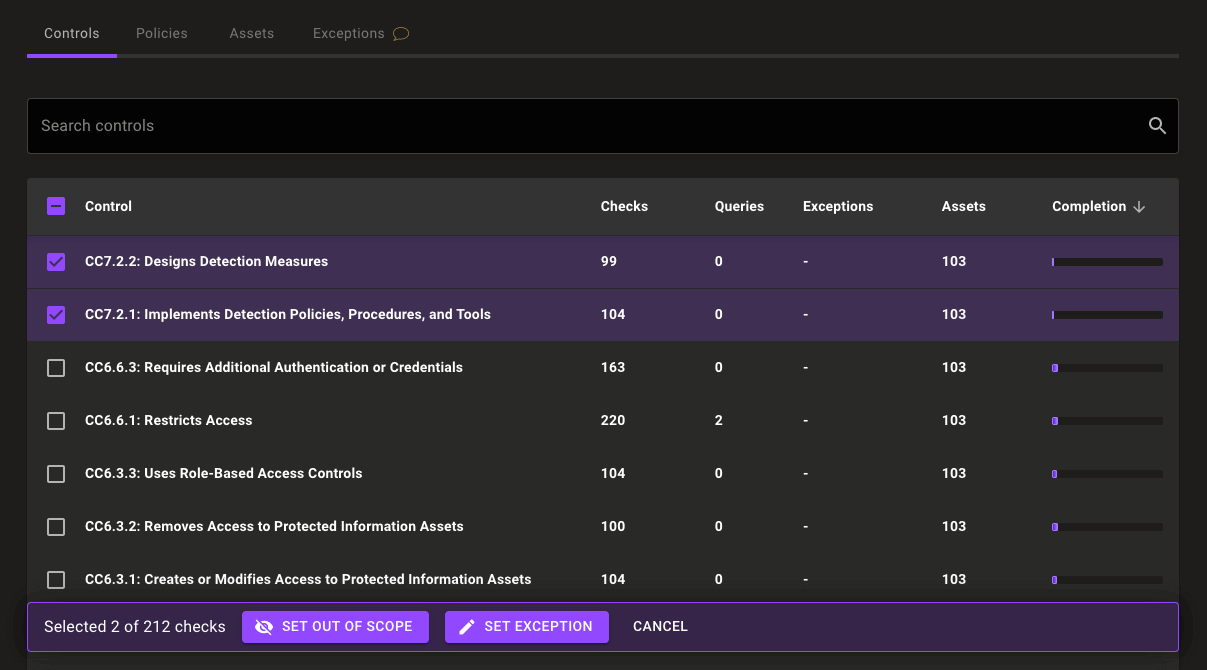 Controls Policies Assets Exceptions
Search controls
Control Checks Queries Exceptions Assets Completion
CC7.2.2: Designs Detection Measures 99 0 - 103
CC7.2.1: Implements Detection Policies, Procedures, and Tools 104 0 - 103
CC6.6.3: Requires Additional Authentication or Credentials 163 0 - 103
CC6.6.1: Restricts Access 220 2 - 103
CC6.3.3: Uses Role-Based Access Controls 104 0 - 103
CC6.3.2: Removes Access to Protected Information Assets 100 0 - 103
CC6.3.1: Creates or Modifies Access to Protected Information Assets 104 0 - 103
Selected 2 of 212 checks SET OUT OF SCOPE SET EXCEPTION CANCEL